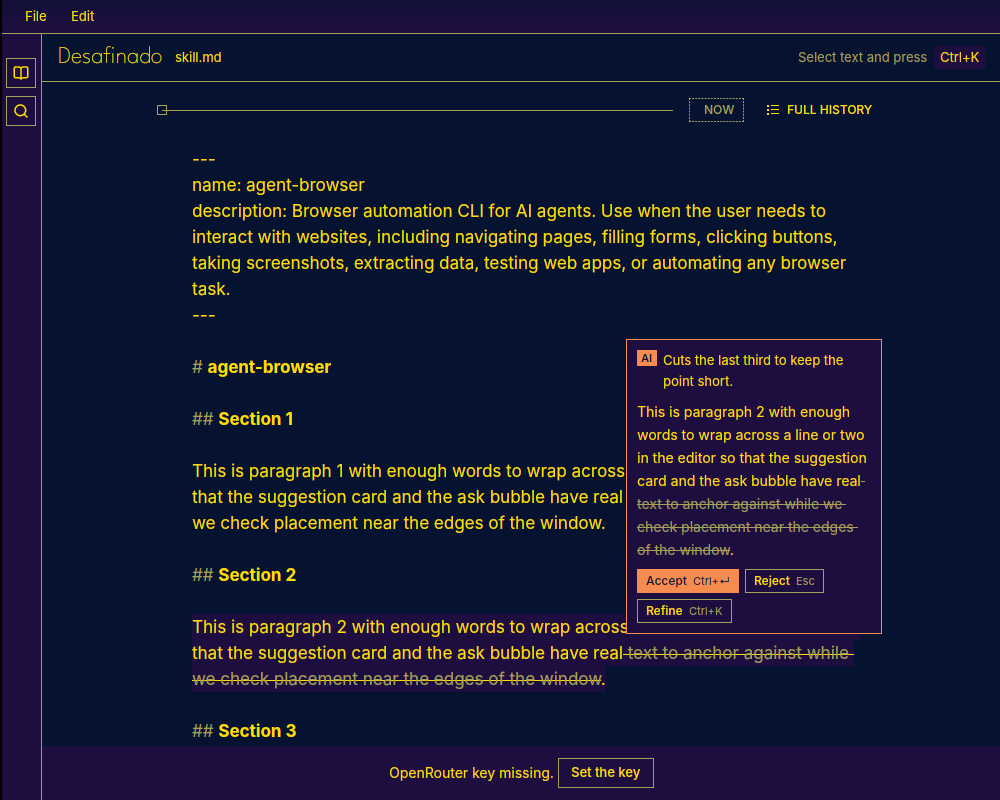 File Edit
Desafinado skill.md Select text and press Ctrl+K
NOW FULL HISTORY
---
name: agent-browser
description: Browser automation CLI for AI agents. Use when the user needs to
interact with websites, including navigating pages, filling forms, clicking buttons,
taking screenshots, extracting data, testing web apps, or automating any browser
task.
---
# agent-browser
## Section 1
This is paragraph 1 with enough words to wrap across
that the suggestion card and the ask bubble have real
we check placement near the edges of the window.
## Section 2
This is paragraph 2 with enough words to wrap across
that the suggestion card and the ask bubble have real text to anchor against while
we check placement near the edges of the window.
## Section 3
AI Cuts the last third to keep the
point short.
This is paragraph 2 with enough
words to wrap across a line or two
in the editor so that the suggestion
card and the ask bubble have real
text to anchor against while we
check placement near the edges
of the window.
Accept Ctrl+↵ Reject Esc
Refine Ctrl+K
OpenRouter key missing. Set the key